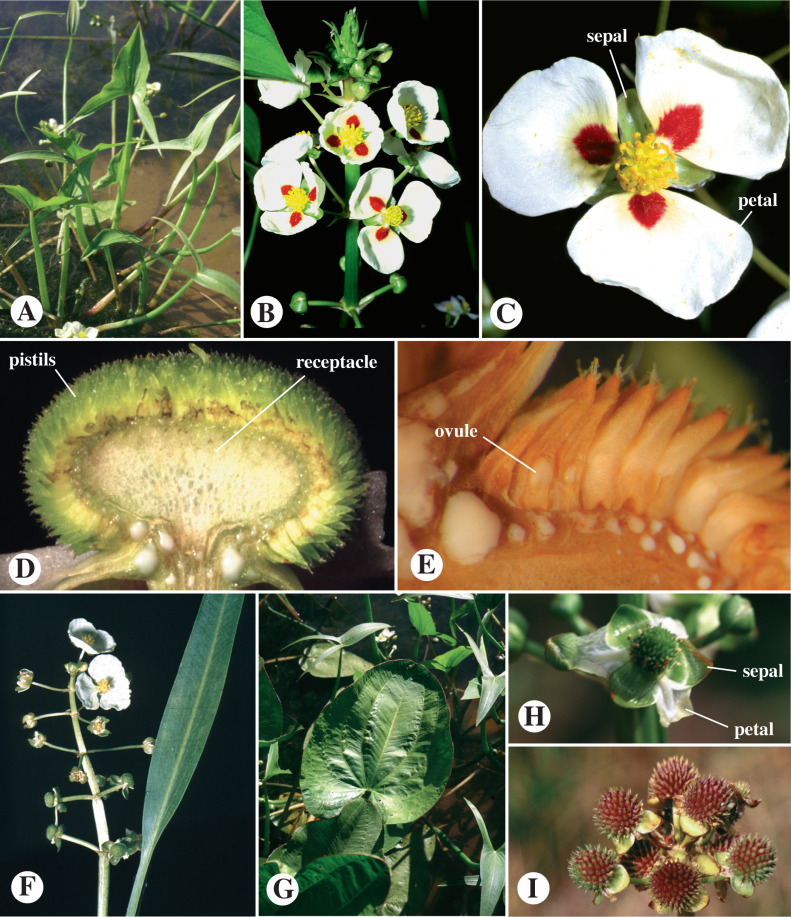 sepal
petal
A
B
C
pistils
receptacle
ovule
D
E
sepal
petal
H
F
G
I